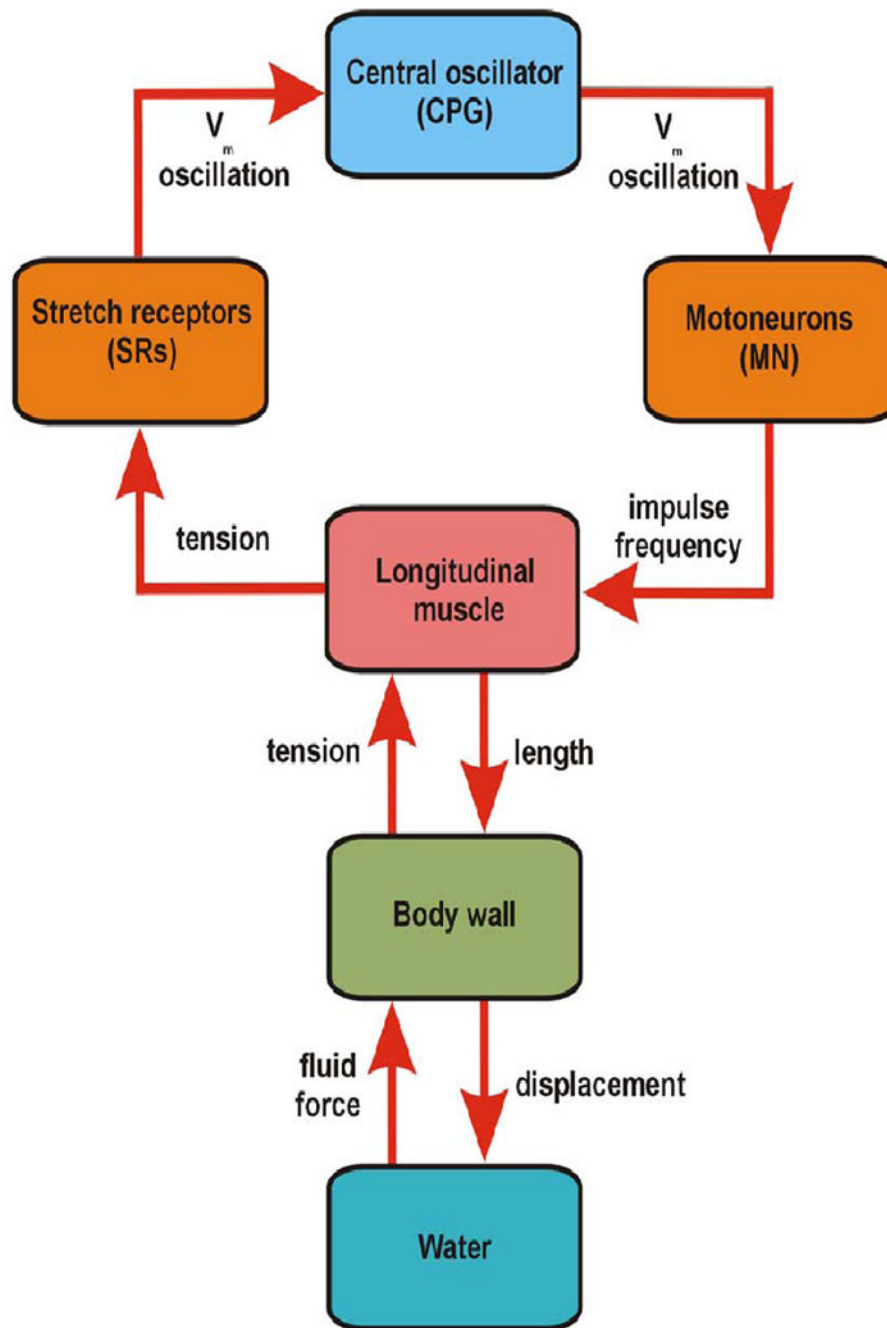 Central oscillator
(CPG)
V
m
oscillation
V
m
oscillation
Stretch receptors
(SRs)
Motoneurons
(MN)
tension
impulse
frequency
Longitudinal
muscle
tension
length
Body wall
fluid
force
displacement
Water